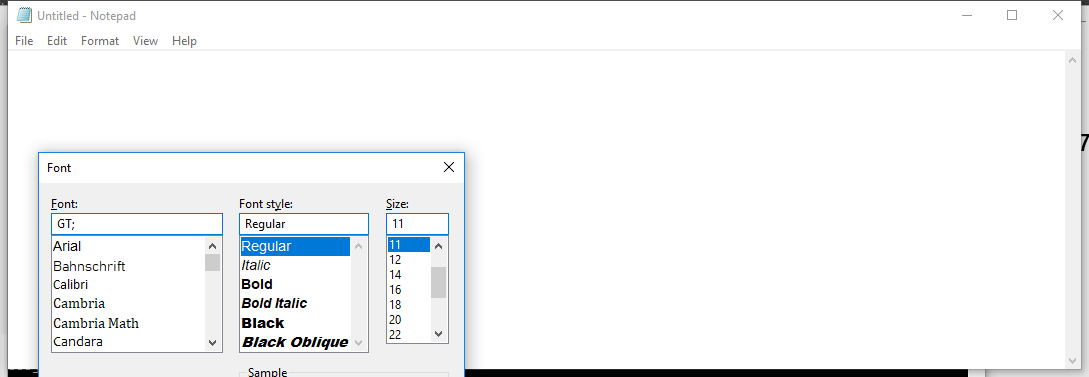 Untitled - Notepad
File Edit Format View Help
7
Font
Font: Font style: Size:
GT; Regular 11
Arial Regular 11
Bahnschrift Italic 12
Calibri Bold 14
Cambria Bold Italic 16
Cambria Math Black 18
Candara Black Oblique 20
22
Sample